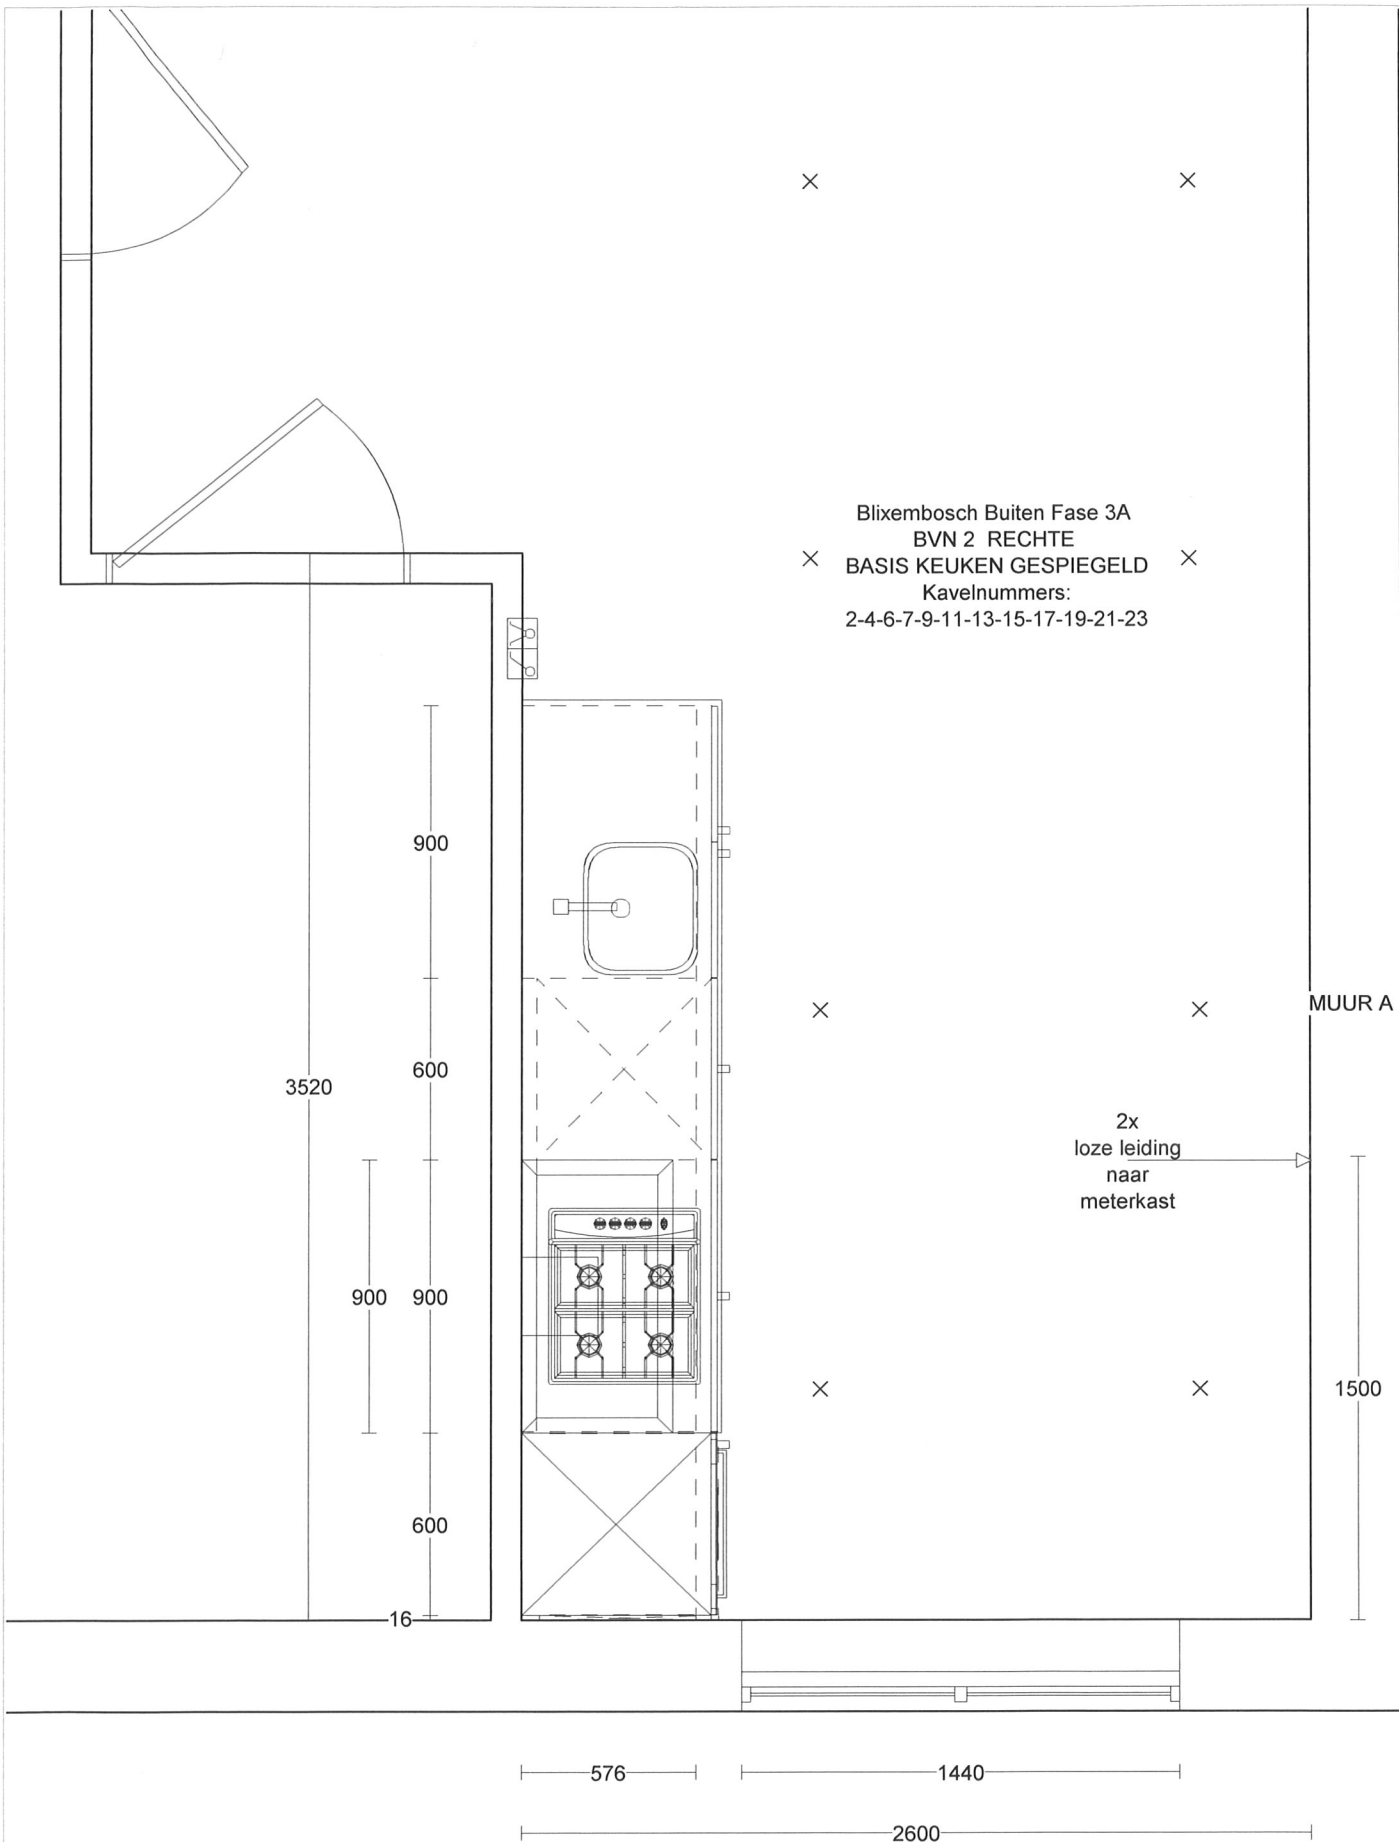 Blixembosch Buiten Fase 3A
BVN 2 RECHTE
BASIS KEUKEN GESPIEGELD
Kavelnummers:
2-4-6-7-9-11-13-15-17-19-21-23
900
MUUR A
600
3520
2x
loze leiding
naar
meterkast
900
900
1500
600
16
576
1440
2600